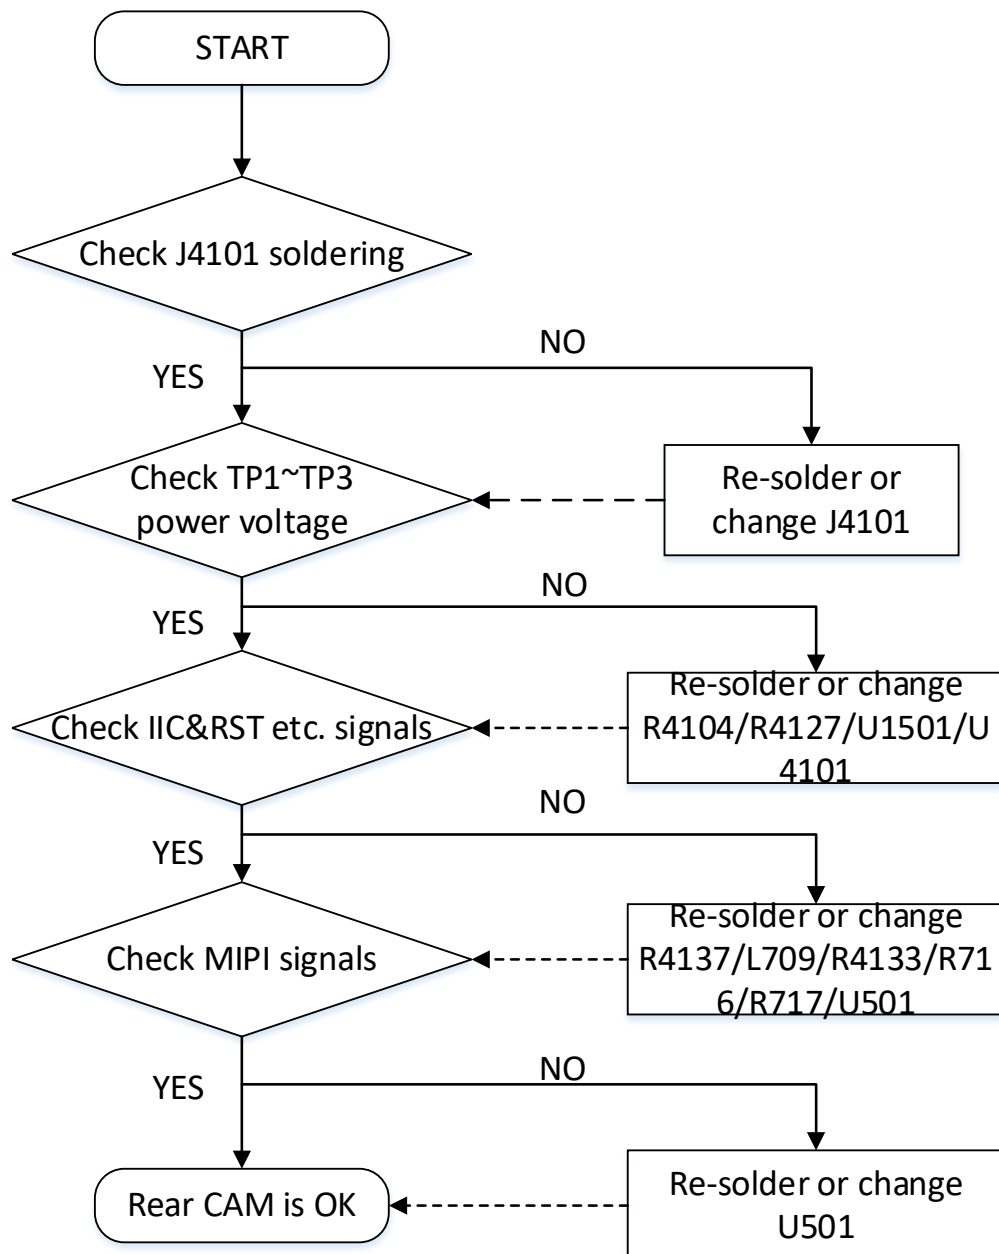 START
Check J4101 soldering
NO
YES
Check TP1~TP3
power voltage
Re-solder or
change J4101
NO
YES
Check IIC&RST etc. signals
Re-solder or change
R4104/R4127/U1501/U
4101
NO
YES
Check MIPI signals
Re-solder or change
R4137/L709/R4133/R71
6/R717/U501
NO
YES
Rear CAM is OK
Re-solder or change
U501